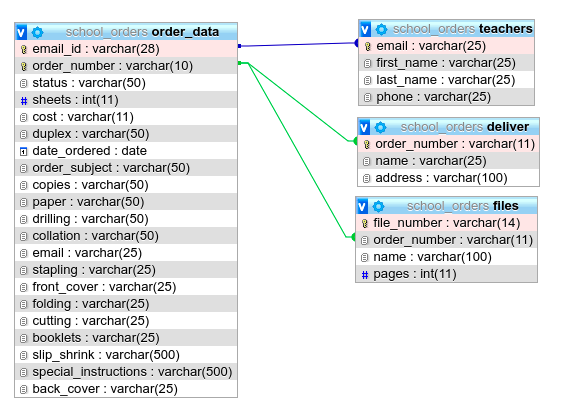 school_orders order_data
email_id : varchar(28)
order_number : varchar(10)
status : varchar(50)
sheets : int(11)
cost : varchar(11)
duplex : varchar(50)
date_ordered : date
order_subject : varchar(50)
copies : varchar(50)
paper : varchar(50)
drilling : varchar(50)
collation : varchar(50)
email : varchar(25)
stapling : varchar(25)
front_cover : varchar(25)
folding : varchar(25)
cutting : varchar(25)
booklets : varchar(25)
slip_shrink : varchar(500)
special_instructions : varchar(500)
back_cover : varchar(25)
school_orders teachers
email : varchar(25)
first_name : varchar(25)
last_name : varchar(25)
phone : varchar(25)
school_orders deliver
order_number : varchar(11)
name : varchar(25)
address : varchar(100)
school_orders files
file_number : varchar(14)
order_number : varchar(11)
name : varchar(100)
pages : int(11)